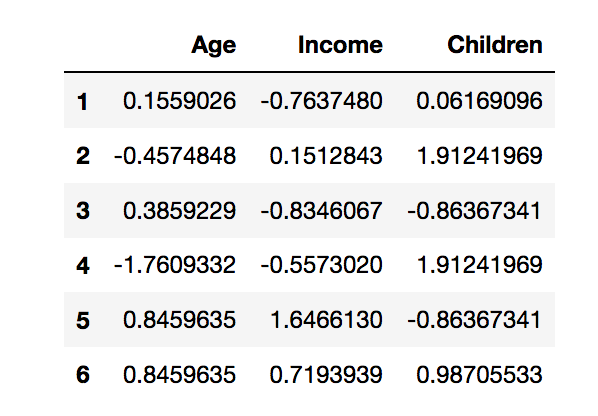 Age Income Children
1 0.1559026 -0.7637480 0.06169096
2 -0.4574848 0.1512843 1.91241969
3 0.3859229 -0.8346067 -0.86367341
4 -1.7609332 -0.5573020 1.91241969
5 0.8459635 1.6466130 -0.86367341
6 0.8459635 0.7193939 0.98705533